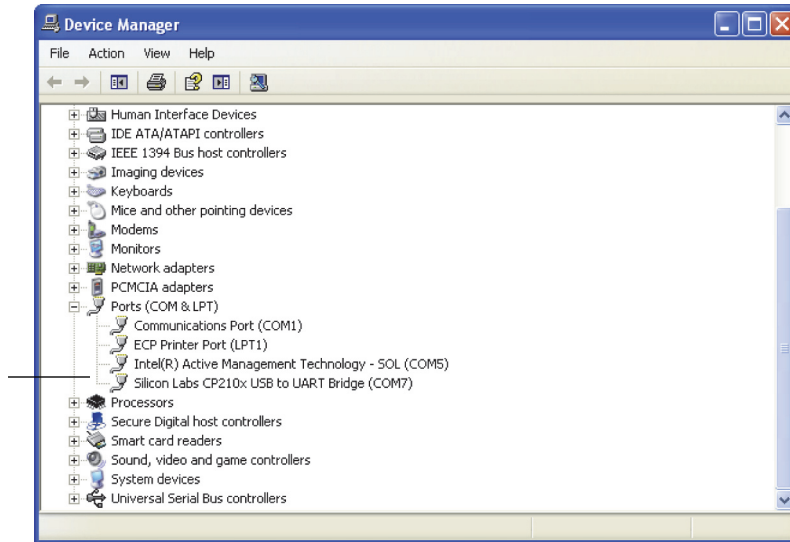 Device Manager
File Action View Help
Human Interface Devices
IDE ATA/ATAPI controllers
IEEE 1394 Bus host controllers
Imaging devices
Keyboards
Mice and other pointing devices
Modems
Monitors
Network adapters
PCMCIA adapters
Ports (COM & LPT)
Communications Port (COM1)
ECP Printer Port (LPT1)
Intel(R) Active Management Technology - SOL (COM5)
Silicon Labs CP210x USB to UART Bridge (COM7)
Processors
Secure Digital host controllers
Smart card readers
Sound, video and game controllers
System devices
Universal Serial Bus controllers